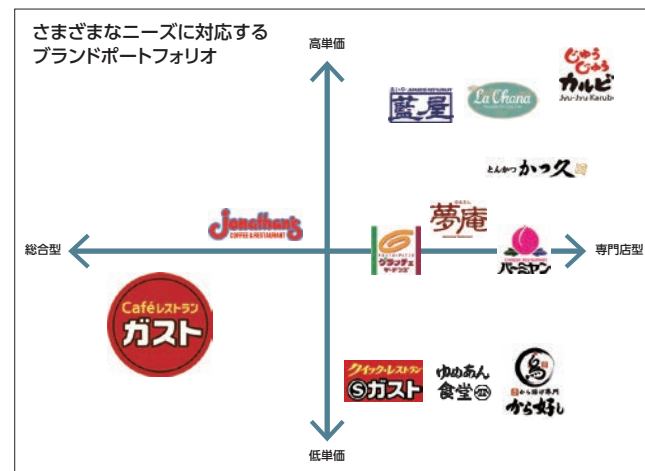 さまざまなニーズに対応する
ブランドポートフォリオ
高単価
じゅう
じゅう
カルビ
Jyu-Jyu Karubi
藍屋
La Ohana
とんかつ かつ久
夢庵
Jonathan's
COFFEE & RESTAURANT
グラッチェ
ガーデンズ
バーミヤン
総合型
専門店型
Caféレストラン
ガスト
クイック・レストラン
Sガスト
ゆめあん
食堂
から揚げ専門
から好し
低単価